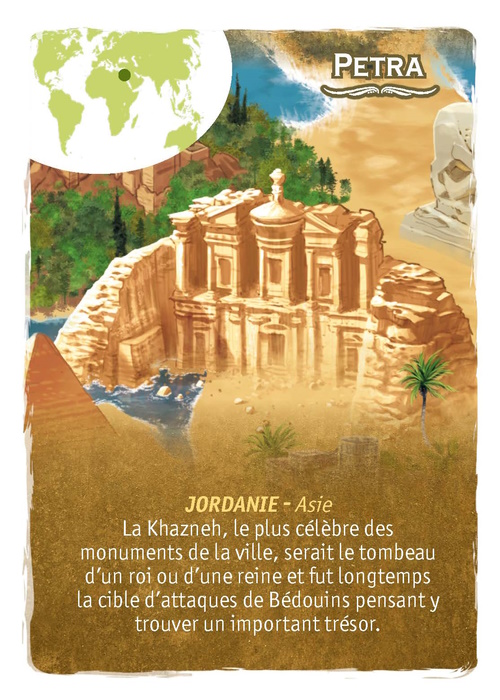 PETRA
JORDANIE - Asie
La Khazneh, le plus célèbre des
monuments de la ville, serait le tombeau
d'un roi ou d'une reine et fut longtemps
la cible d'attaques de Bédouins pensant y
trouver un important trésor.